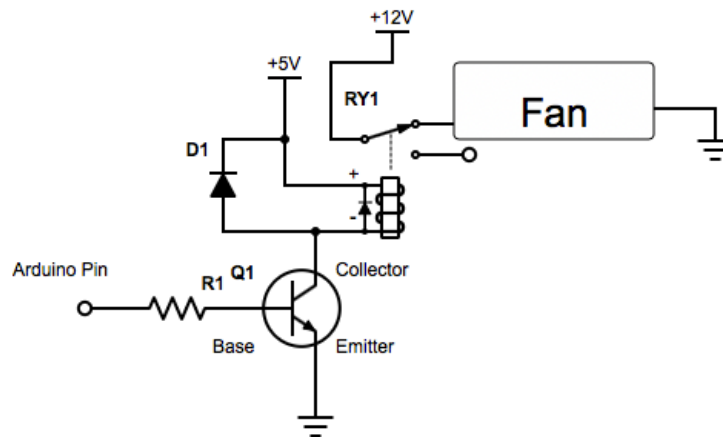 +12V
+5V
RY1
Fan
D1
+
-
Arduino Pin
R1
Q1
Collector
Base
Emitter